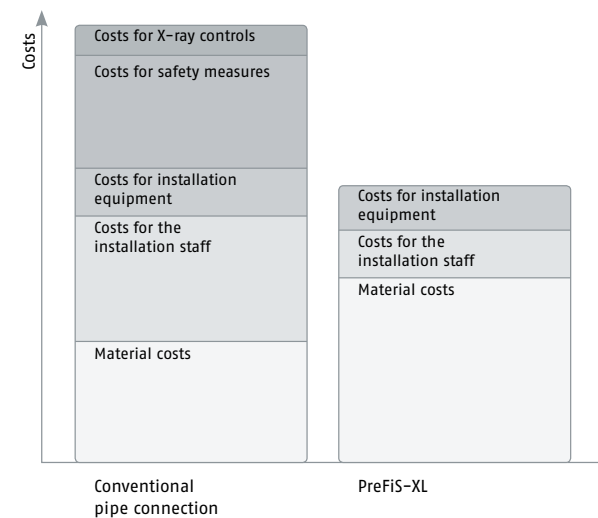 Costs
Costs for X-ray controls
Costs for safety measures
Costs for installation
equipment
Costs for the
installation staff
Material costs
Costs for installation
equipment
Costs for the
installation staff
Material costs
Conventional
pipe connection
PreFiS-XL